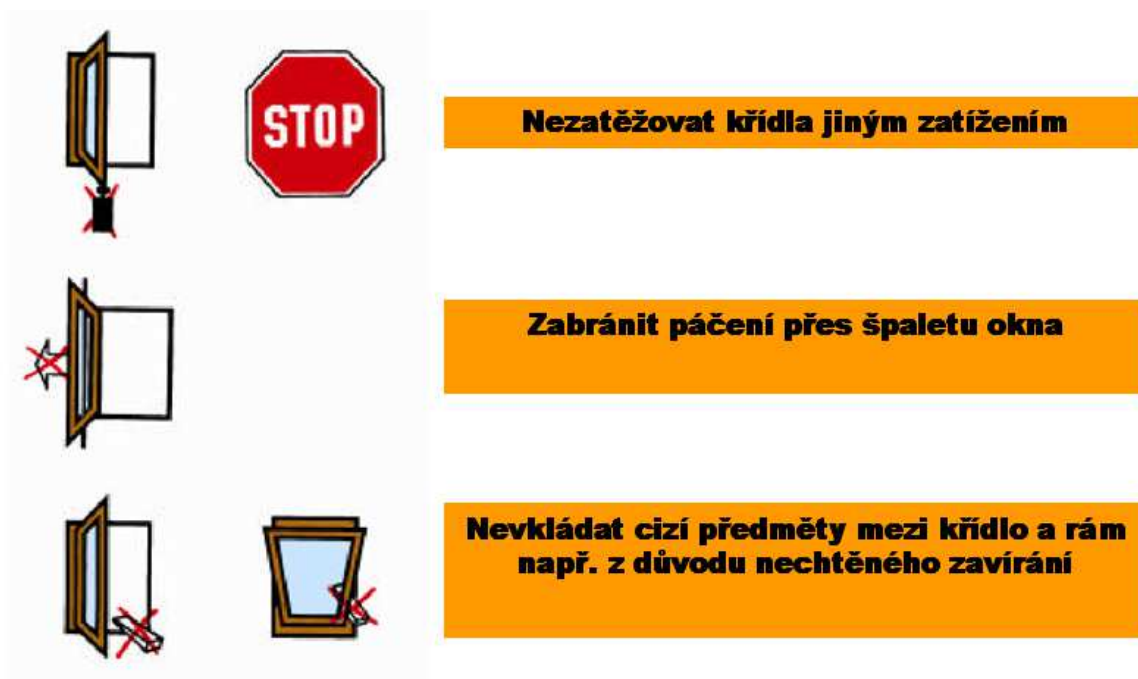 STOP
Nezatěžovat křídla jiným zatížením
Zabránit páčení přes špaletu okna
Nevkládat cizí předměty mezi křídlo a rám
např. z důvodu nechtěného zavírání